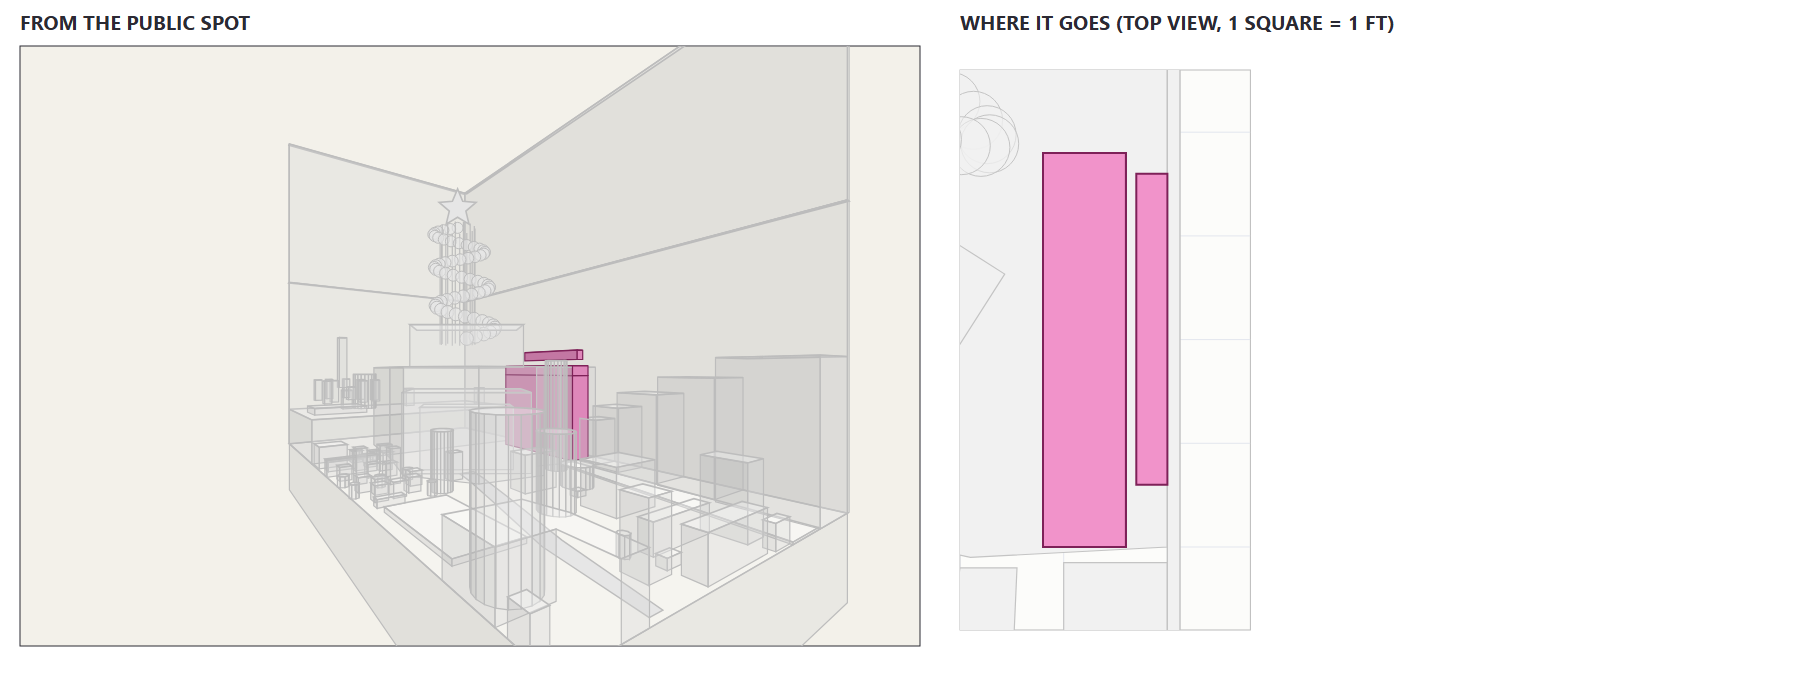 FROM THE PUBLIC SPOT
WHERE IT GOES (TOP VIEW, 1 SQUARE = 1 FT)